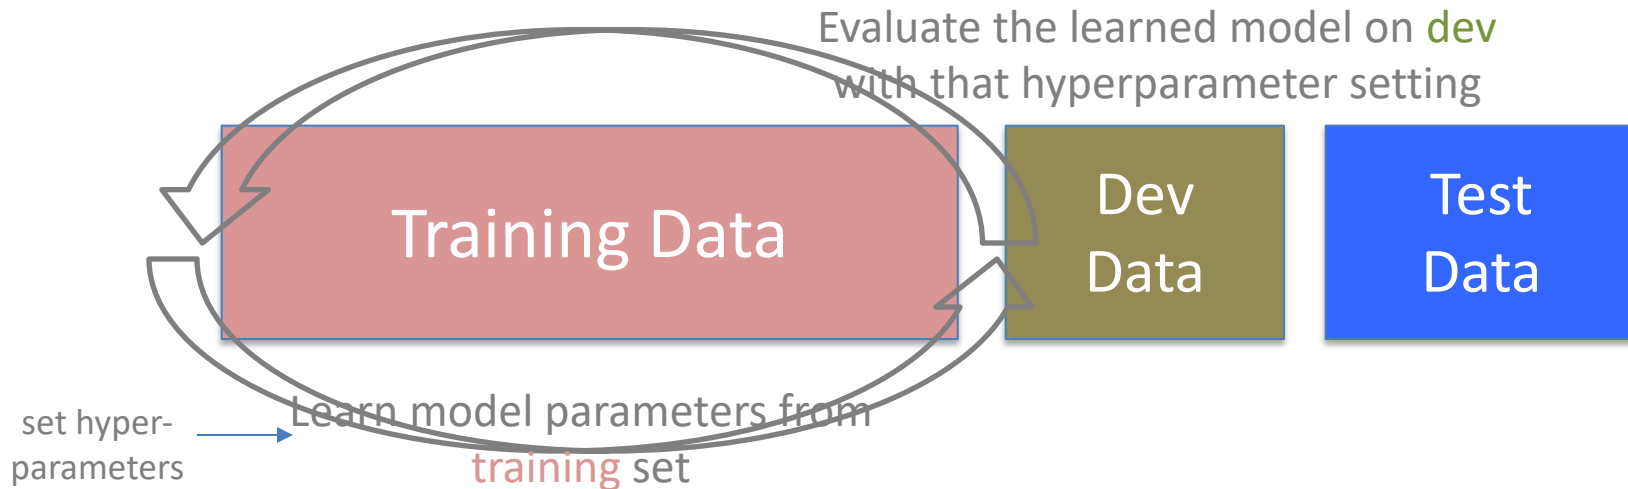 Evaluate the learned model on dev
with that hyperparameter setting
Training Data
Dev
Data
Test
Data
set hyper-
parameters
Learn model parameters from
training set